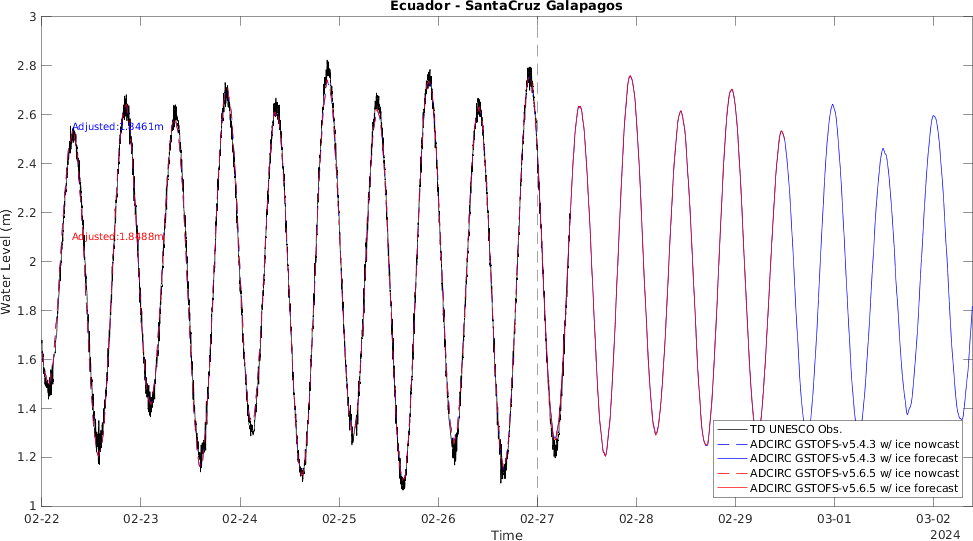 Ecuador - SantaCruz Galapagos
3
2.8
2.6
2.4
2.2
2
1.8
1.6
1.4
1.2
1
Water Level (m)
Adjusted:1.8461m
Adjusted:1.8488m
TD UNESCO Obs.
ADCIRC GSTOFS-v5.4.3 w/ ice nowcast
ADCIRC GSTOFS-v5.4.3 w/ ice forecast
ADCIRC GSTOFS-v5.6.5 w/ ice nowcast
ADCIRC GSTOFS-v5.6.5 w/ ice forecast
02-22 02-23 02-24 02-25 02-26 02-27 02-28 02-29 03-01 03-02
Time
2024